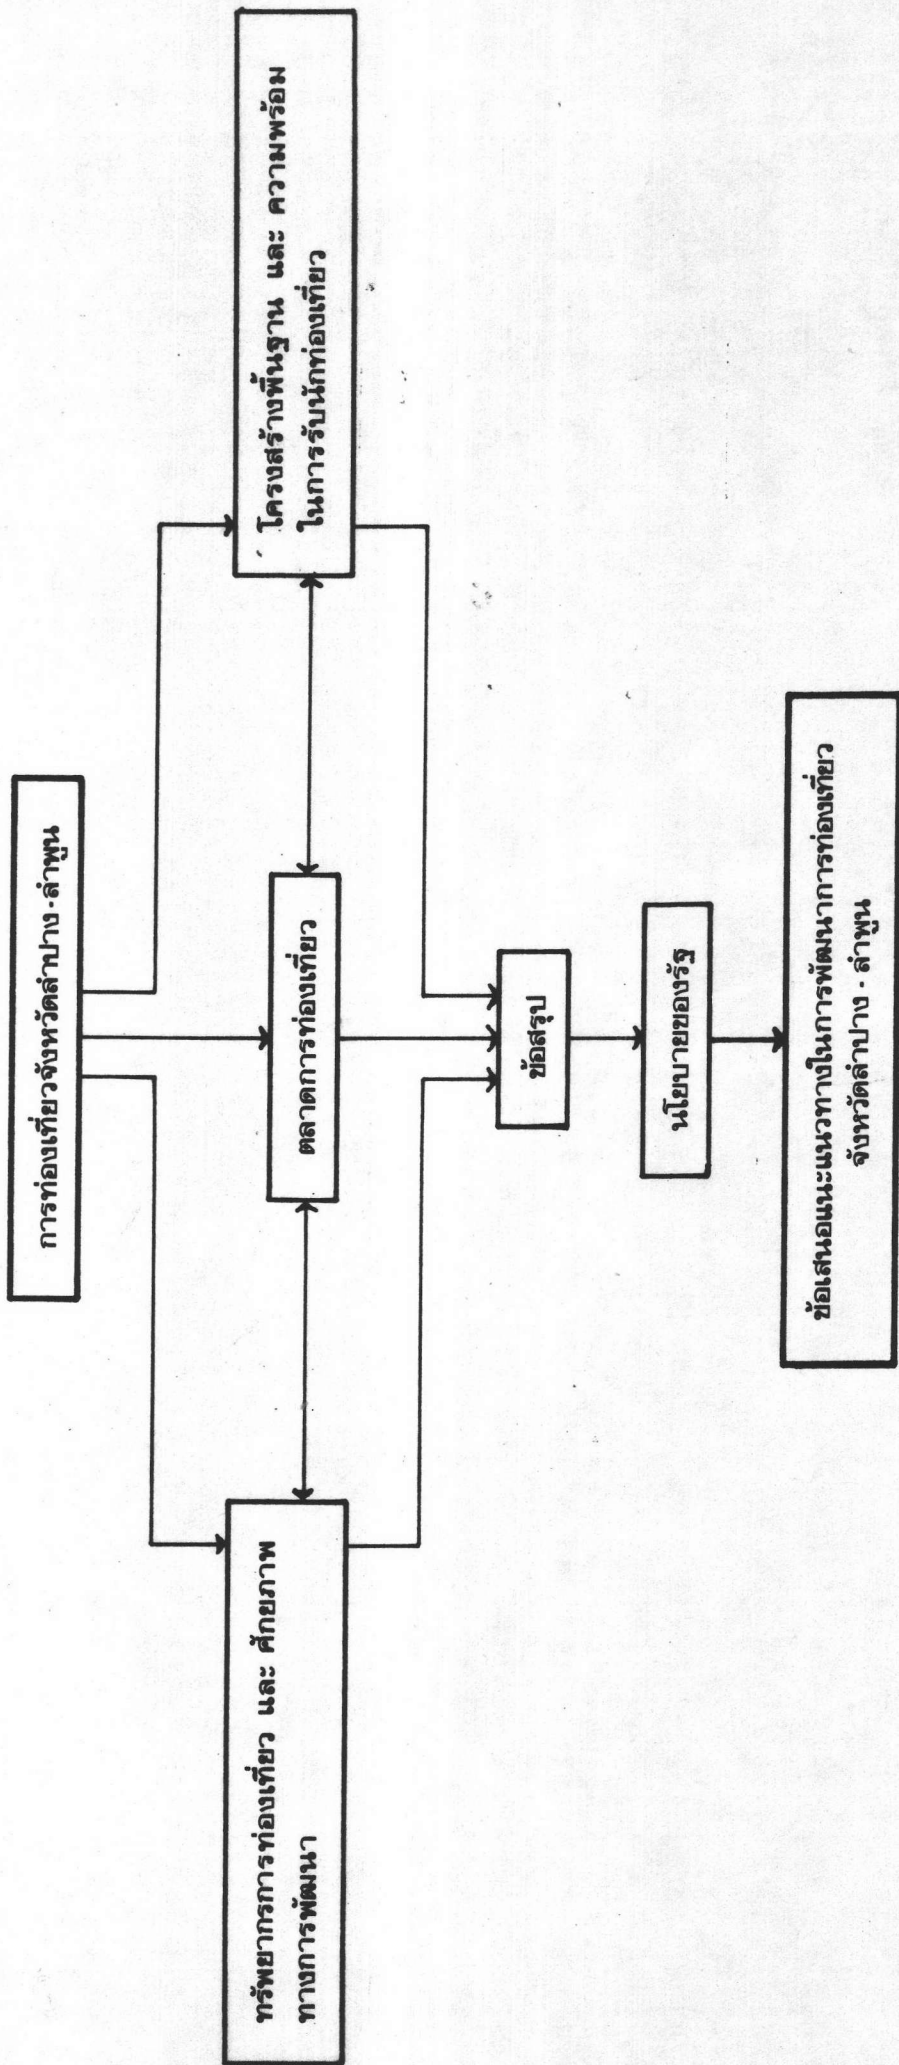 การท่องเที่ยวจังหวัดลำปาง-ลำพูน
ทรัพยากรการท่องเที่ยว และ ศักยภาพ
ทางการพัฒนา
ตลาดการท่องเที่ยว
โครงสร้างพื้นฐาน และ ความพร้อม
ในการรับนักท่องเที่ยว
ข้อสรุป
นโยบายของรัฐ
ข้อเสนอแนะแนวทางในการพัฒนาการท่องเที่ยว
จังหวัดลำปาง - ลำพูน